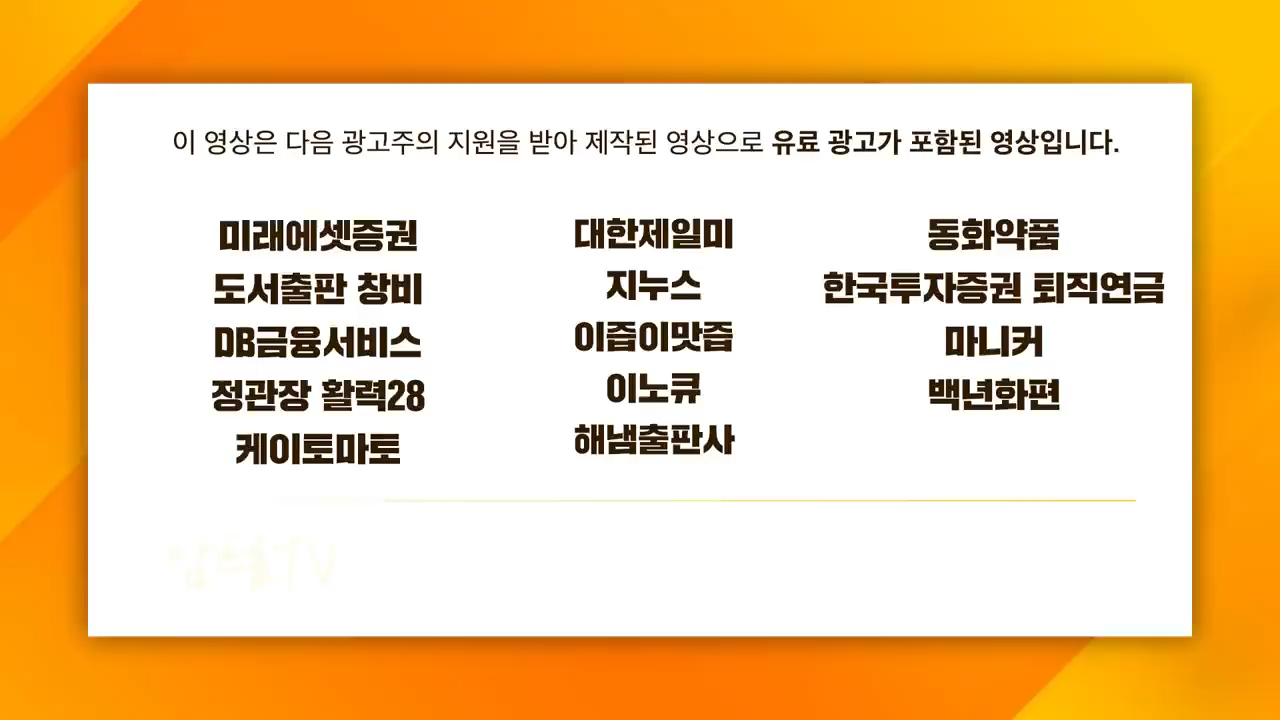 이 영상은 다음 광고주의 지원을 받아 제작된 영상으로 유료 광고가 포함된 영상입니다.
미래에셋증권
도서출판 창비
DB금융서비스
정관장 활력28
케이토마토
대한제일미
지누스
이즙이맛즙
이노큐
해냄출판사
동화약품
한국투자증권 퇴직연금
마니커
백년화편